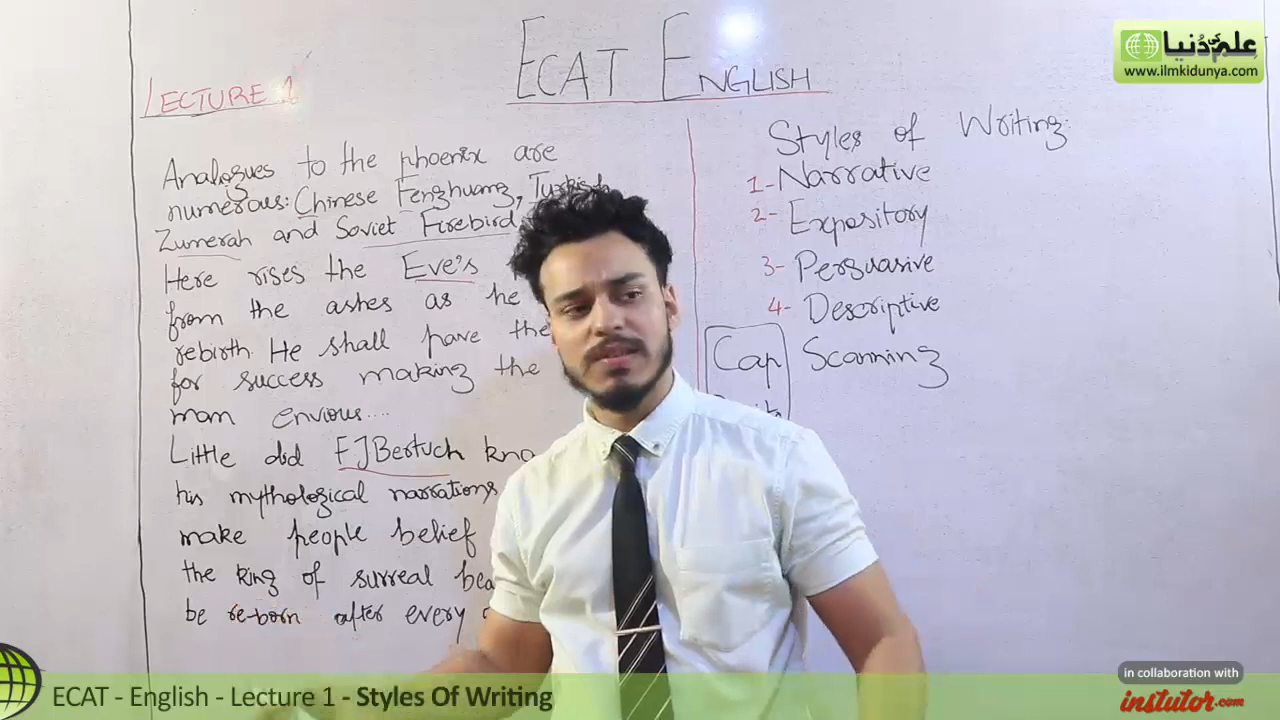 ECAT ENGLISH
LECTURE 1
Analogues to the phoenix are
numerous: Chinese Fenghuang, Turkish
Zumerah and Soviet Firebird
Here rises the Eve's
from the ashes as he
rebirth. He shall pave the
for success making the
man envious....
Little did FJBertuch kno
his mythological narrations
make people belief
the king of surreal bea
be re-born after every
Styles of Writing:
1-Narrative
2- Expository
3- Persuasive
4- Descriptive
Cap Scanning
علم کی دُنیا
www.ilmkidunya.com
ECAT - English - Lecture 1 - Styles Of Writing
in collaboration with
instutor.com